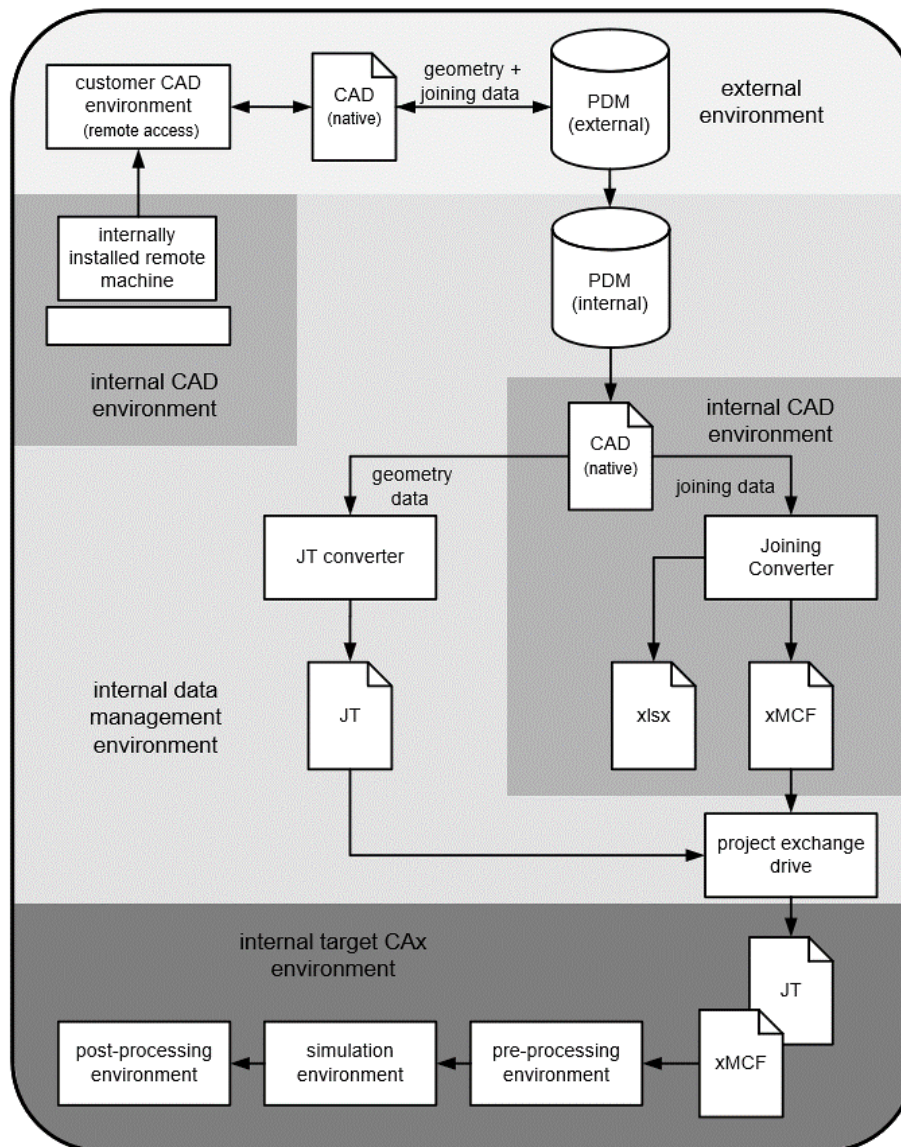 customer CAD
environment
(remote access)
CAD
(native)
geometry +
joining data
PDM
(external)
external
environment
internally
installed remote
machine
PDM
(internal)
internal CAD
environment
internal CAD
environment
CAD
(native)
geometry
data
joining data
JT converter
Joining
Converter
internal data
management
environment
JT
xlsx
xMCF
project exchange
drive
internal target CAx
environment
JT
xMCF
post-processing
environment
simulation
environment
pre-processing
environment